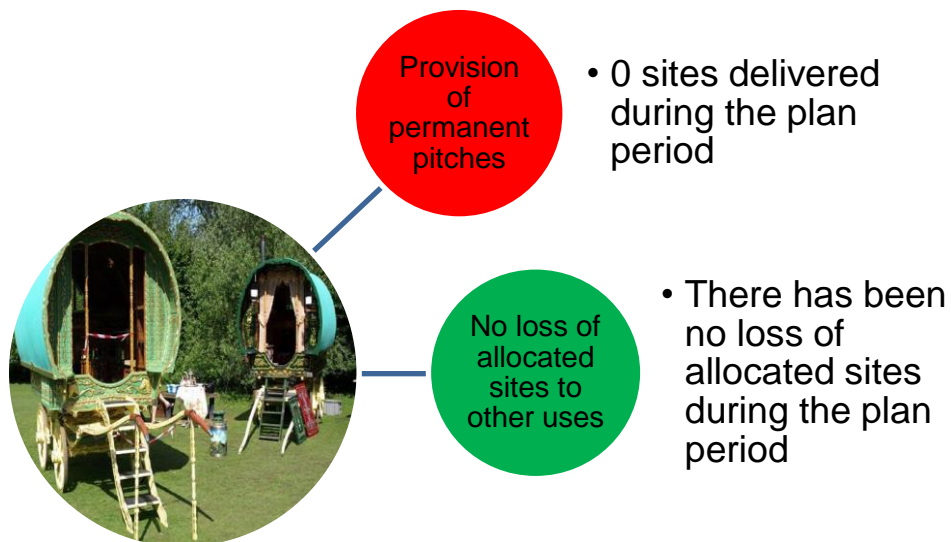 Provision
of
permanent
pitches
• 0 sites delivered
during the plan
period
No loss of
allocated
sites to
other uses
• There has been
no loss of
allocated sites
during the plan
period